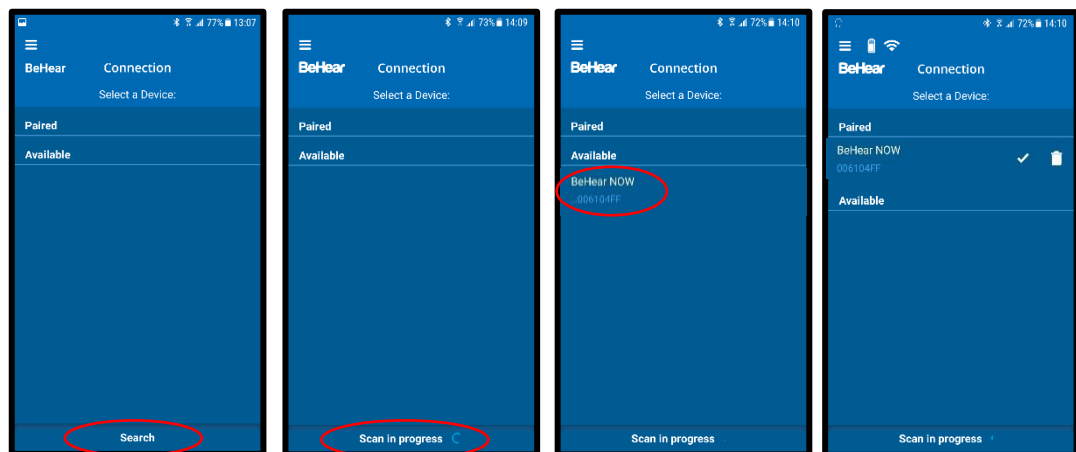 77% 13:07
BeHear Connection
Select a Device:
Paired
Available
Search
73% 14:09
BeHear Connection
Select a Device:
Paired
Available
Scan in progress
72% 14:10
BeHear Connection
Select a Device:
Paired
Available
BeHear NOW
...006104FF
Scan in progress
72% 14:10
BeHear Connection
Select a Device:
Paired
BeHear NOW
006104FF
Available
Scan in progress